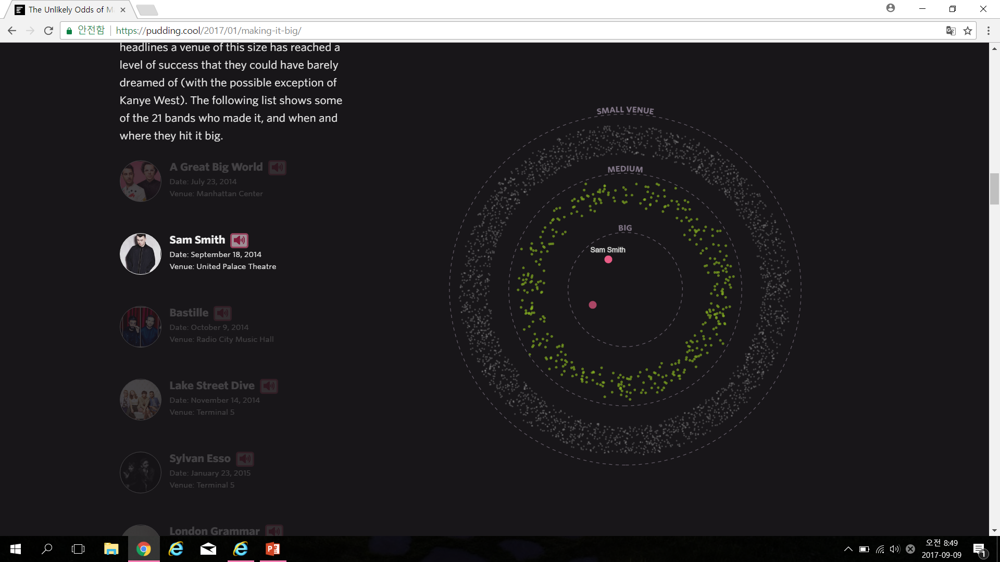 The Unlikely Odds of M
안전함
https://pudding.cool/2017/01/making-it-big/
headlines a venue of this size has reached a
level of success that they could have barely
dreamed of (with the possible exception of
Kanye West). The following list shows some
of the 21 bands who made it, and when and
where they hit it big.
A Great Big World
Date: July 23, 2014
Venue: Manhattan Center
Sam Smith
Date: September 18, 2014
Venue: United Palace Theatre
Bastille
Date: October 9, 2014
Venue: Radio City Music Hall
Lake Street Dive
Date: November 14, 2014
Venue: Terminal 5
Sylvan Esso
Date: January 23, 2015
Venue: Terminal 5
London Grammar
SMALL VENUE
MEDIUM
BIG
Sam Smith
오전 8:49
2017-09-09
1